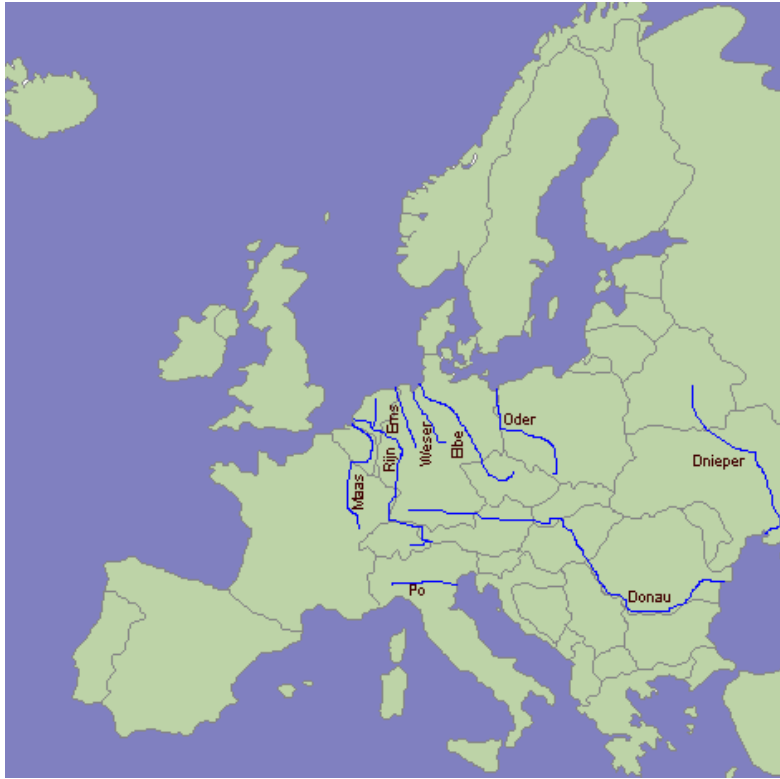 Ems
Oder
Weser
Elbe
Rijn
Dnieper
Maas
Po
Donau